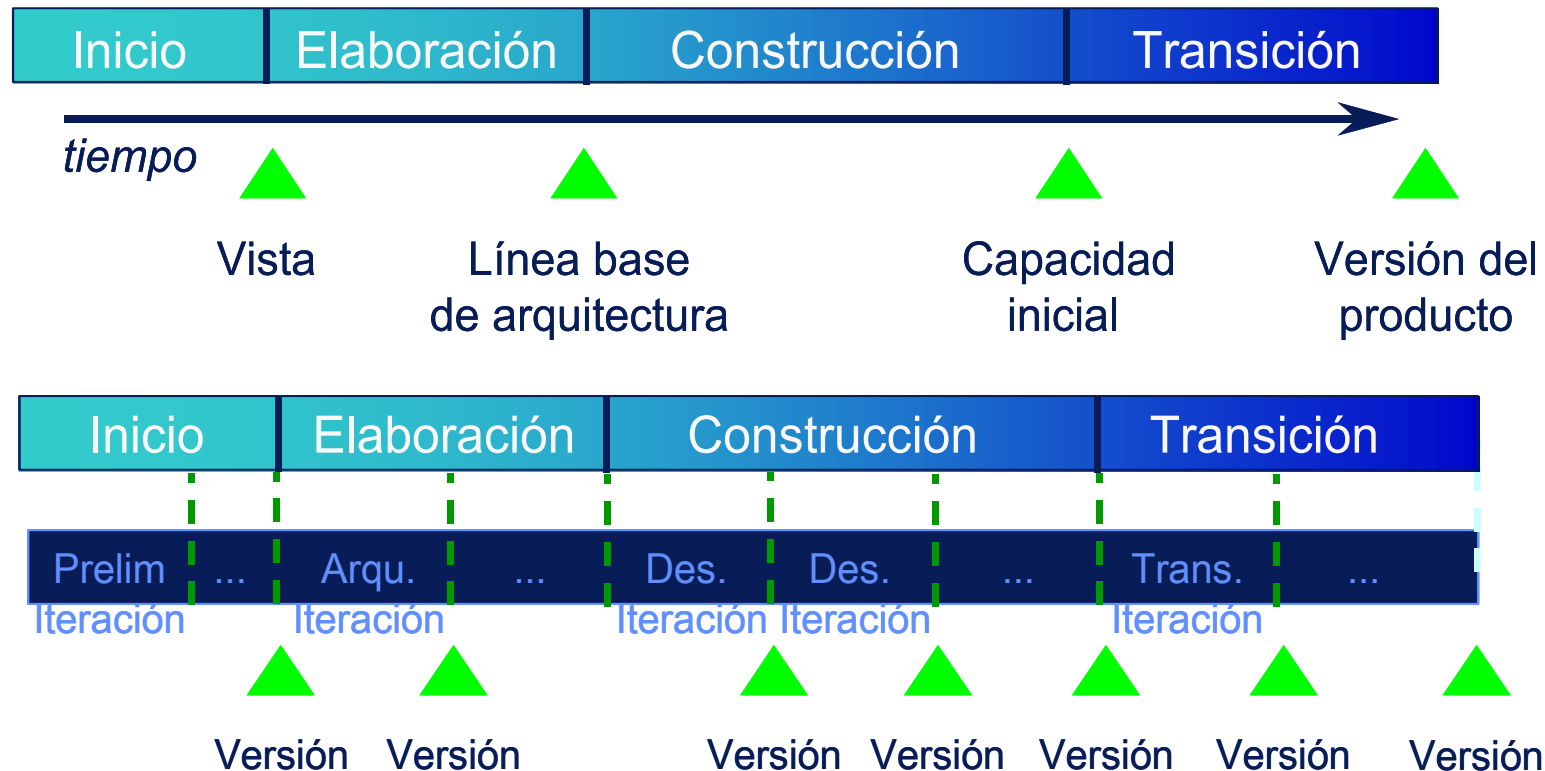 Inicio Elaboración Construcción Transición
tiempo
Vista Línea base Capacidad Versión del
de arquitectura inicial producto
Inicio Elaboración Construcción Transición
Prelim ... Arqu. ... Des. Des. ... Trans. ...
Iteración Iteración Iteración Iteración Iteración
Versión Versión Versión Versión Versión Versión Versión